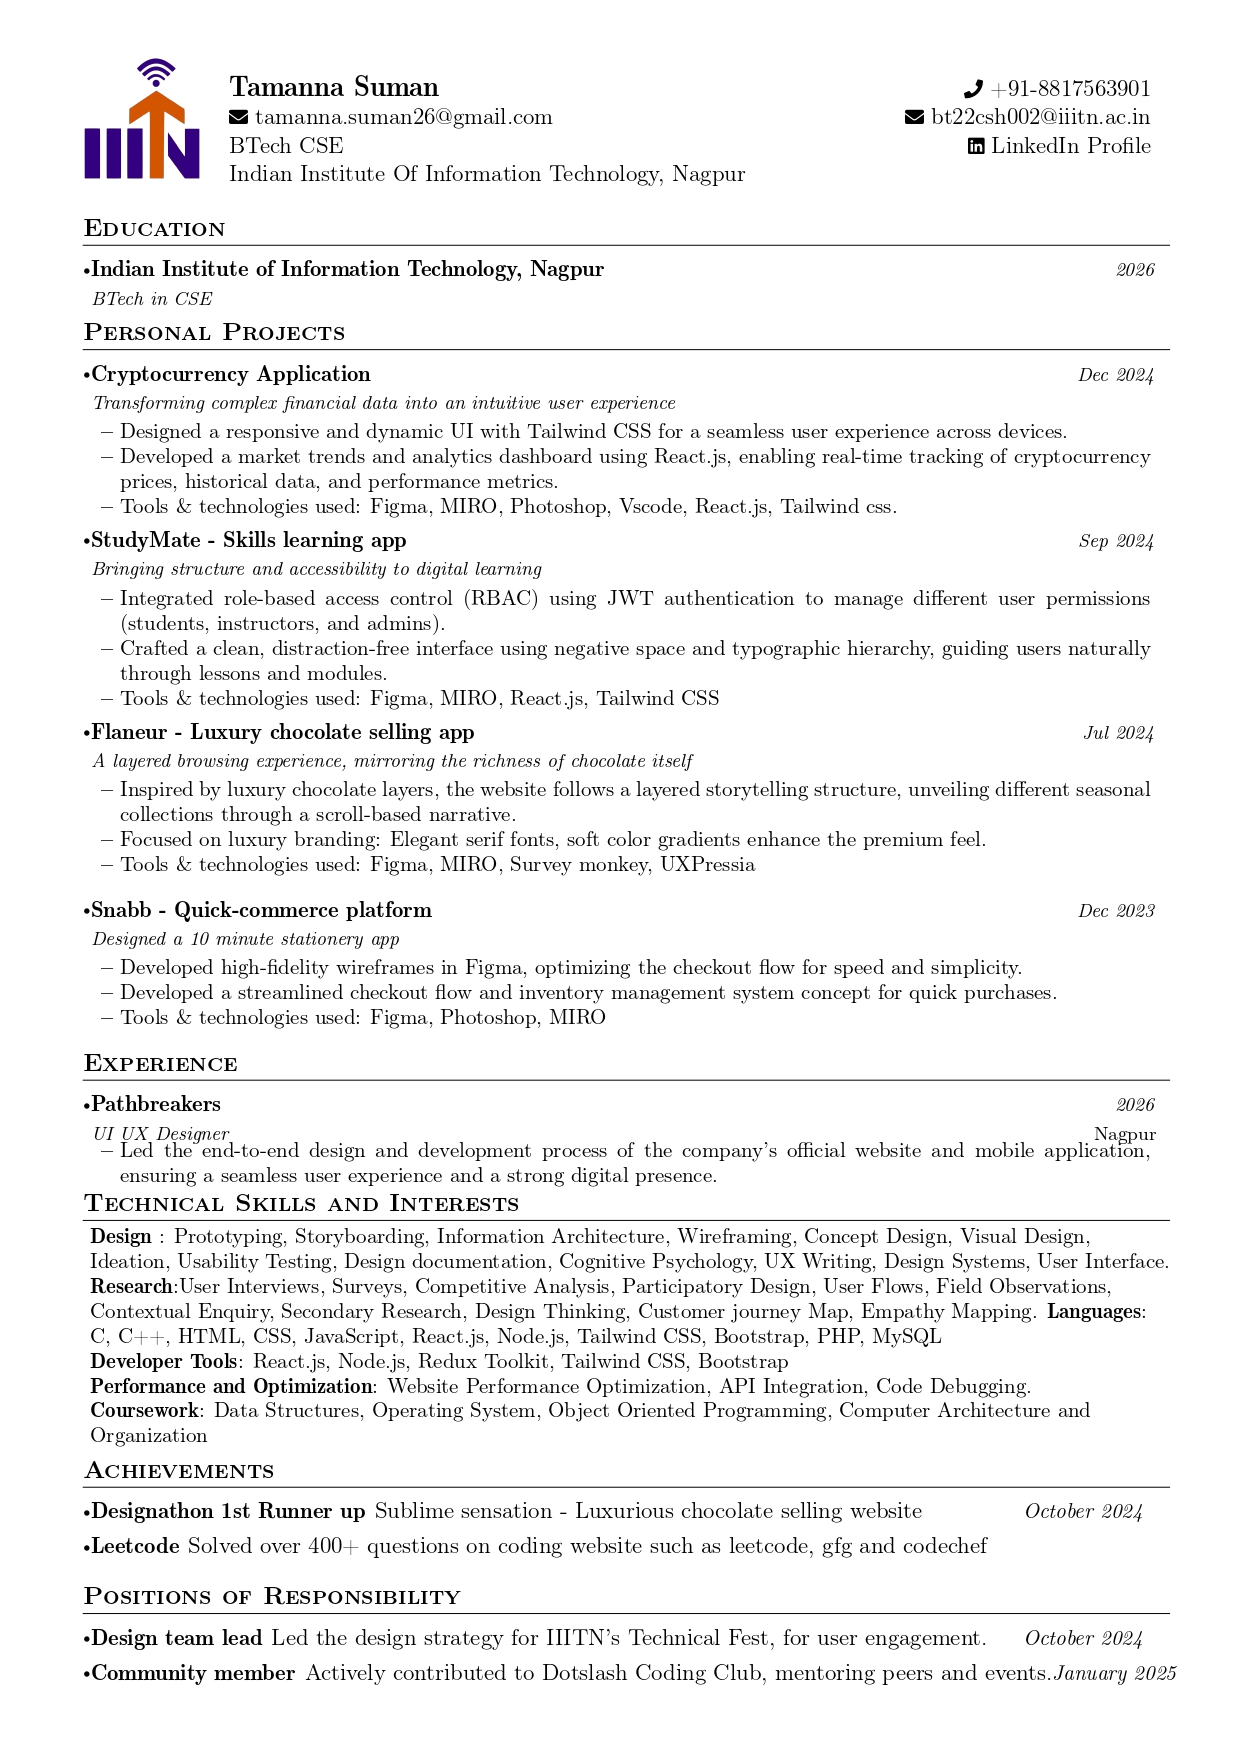 IIITN
Tamanna Suman
+91-8817563901
tamanna.suman26@gmail.com
bt22csh002@iiitn.ac.in
BTech CSE
LinkedIn Profile
Indian Institute Of Information Technology, Nagpur
Education
•Indian Institute of Information Technology, Nagpur 2026
BTech in CSE
Personal Projects
•Cryptocurrency Application Dec 2024
Transforming complex financial data into an intuitive user experience
– Designed a responsive and dynamic UI with Tailwind CSS for a seamless user experience across devices.
– Developed a market trends and analytics dashboard using React.js, enabling real-time tracking of cryptocurrency
prices, historical data, and performance metrics.
– Tools & technologies used: Figma, MIRO, Photoshop, Vscode, React.js, Tailwind css.
•StudyMate - Skills learning app Sep 2024
Bringing structure and accessibility to digital learning
– Integrated role-based access control (RBAC) using JWT authentication to manage different user permissions
(students, instructors, and admins).
– Crafted a clean, distraction-free interface using negative space and typographic hierarchy, guiding users naturally
through lessons and modules.
– Tools & technologies used: Figma, MIRO, React.js, Tailwind CSS
•Flaneur - Luxury chocolate selling app Jul 2024
A layered browsing experience, mirroring the richness of chocolate itself
– Inspired by luxury chocolate layers, the website follows a layered storytelling structure, unveiling different seasonal
collections through a scroll-based narrative.
– Focused on luxury branding: Elegant serif fonts, soft color gradients enhance the premium feel.
– Tools & technologies used: Figma, MIRO, Survey monkey, UXPressia
•Snabb - Quick-commerce platform Dec 2023
Designed a 10 minute stationery app
– Developed high-fidelity wireframes in Figma, optimizing the checkout flow for speed and simplicity.
– Developed a streamlined checkout flow and inventory management system concept for quick purchases.
– Tools & technologies used: Figma, Photoshop, MIRO
Experience
•Pathbreakers 2026
UI UX Designer Nagpur
– Led the end-to-end design and development process of the company's official website and mobile application,
ensuring a seamless user experience and a strong digital presence.
Technical Skills and Interests
Design : Prototyping, Storyboarding, Information Architecture, Wireframing, Concept Design, Visual Design,
Ideation, Usability Testing, Design documentation, Cognitive Psychology, UX Writing, Design Systems, User Interface.
Research:User Interviews, Surveys, Competitive Analysis, Participatory Design, User Flows, Field Observations,
Contextual Enquiry, Secondary Research, Design Thinking, Customer journey Map, Empathy Mapping. Languages:
C, C++, HTML, CSS, JavaScript, React.js, Node.js, Tailwind CSS, Bootstrap, PHP, MySQL
Developer Tools: React.js, Node.js, Redux Toolkit, Tailwind CSS, Bootstrap
Performance and Optimization: Website Performance Optimization, API Integration, Code Debugging.
Coursework: Data Structures, Operating System, Object Oriented Programming, Computer Architecture and
Organization
Achievements
•Designathon 1st Runner up Sublime sensation - Luxurious chocolate selling website October 2024
•Leetcode Solved over 400+ questions on coding website such as leetcode, gfg and codechef
Positions of Responsibility
•Design team lead Led the design strategy for IIITN's Technical Fest, for user engagement. October 2024
•Community member Actively contributed to Dotslash Coding Club, mentoring peers and events.January 2025